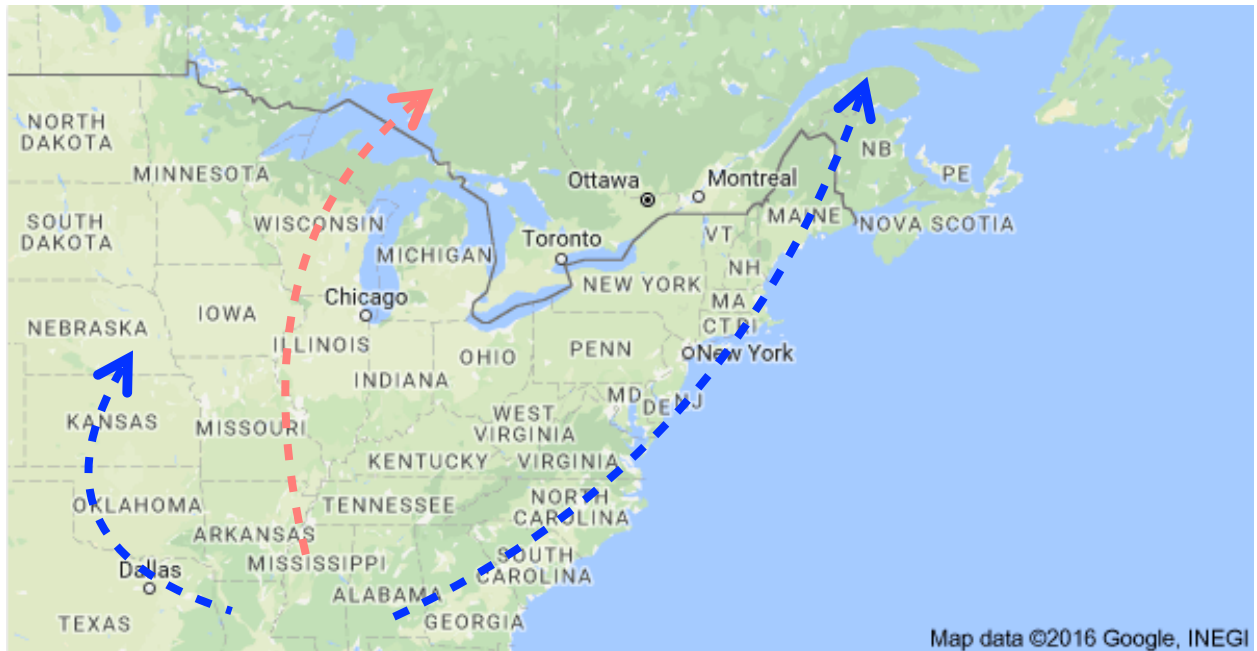 NORTH
DAKOTA
MINNESOTA
Ottawa
Montreal
NB
PE
SOUTH
DAKOTA
WISCONSIN
MAINE
NOVA SCOTIA
VT
Toronto
MICHIGAN
NH
NEW YORK
MA
Chicago
IOWA
NEBRASKA
CT RI
ILLINOIS
OHIO
PENN
New York
INDIANA
MD
DE
NJ
KANSAS
MISSOURI
WEST
VIRGINIA
KENTUCKY
VIRGINIA
OKLAHOMA
TENNESSEE
NORTH
CAROLINA
ARKANSAS
MISSISSIPPI
SOUTH
CAROLINA
Dallas
ALABAMA
TEXAS
GEORGIA
Map data ©2016 Google, INEGI